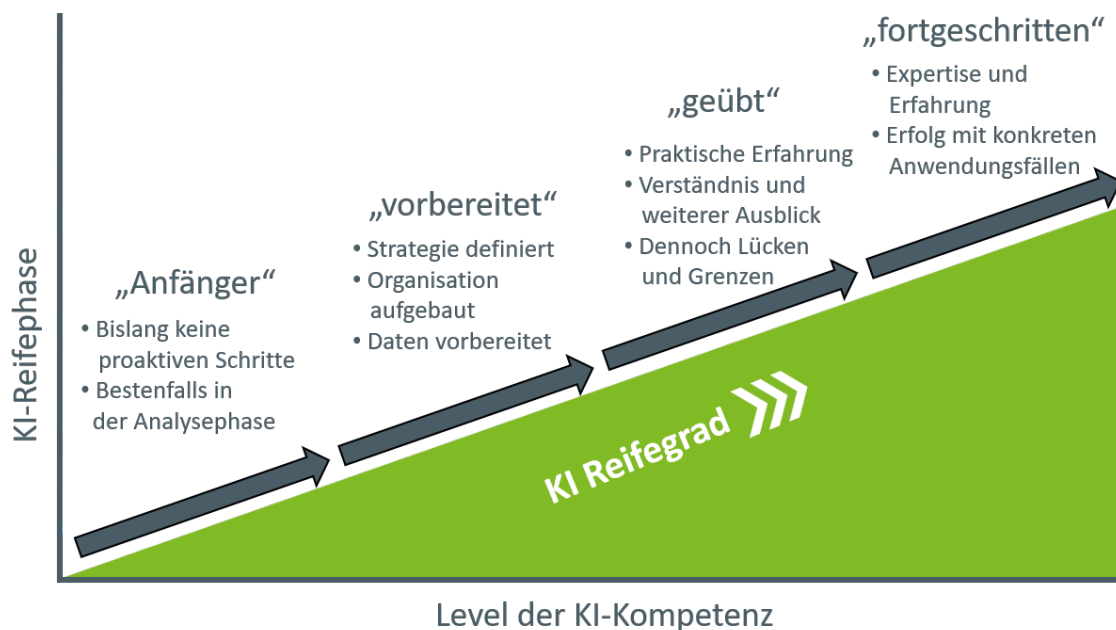 „Anfänger“
• Bislang keine
proaktiven Schritte
• Bestenfalls in
der Analysephase
„vorbereitet“
• Strategie definiert
• Organisation
aufgebaut
• Daten vorbereitet
„geübt“
• Praktische Erfahrung
• Verständnis und
weiterer Ausblick
• Dennoch Lücken
und Grenzen
„fortgeschritten“
• Expertise und
Erfahrung
• Erfolg mit konkreten
Anwendungsfällen
KI-Reifephase
KI Reifegrad
Level der KI-Kompetenz